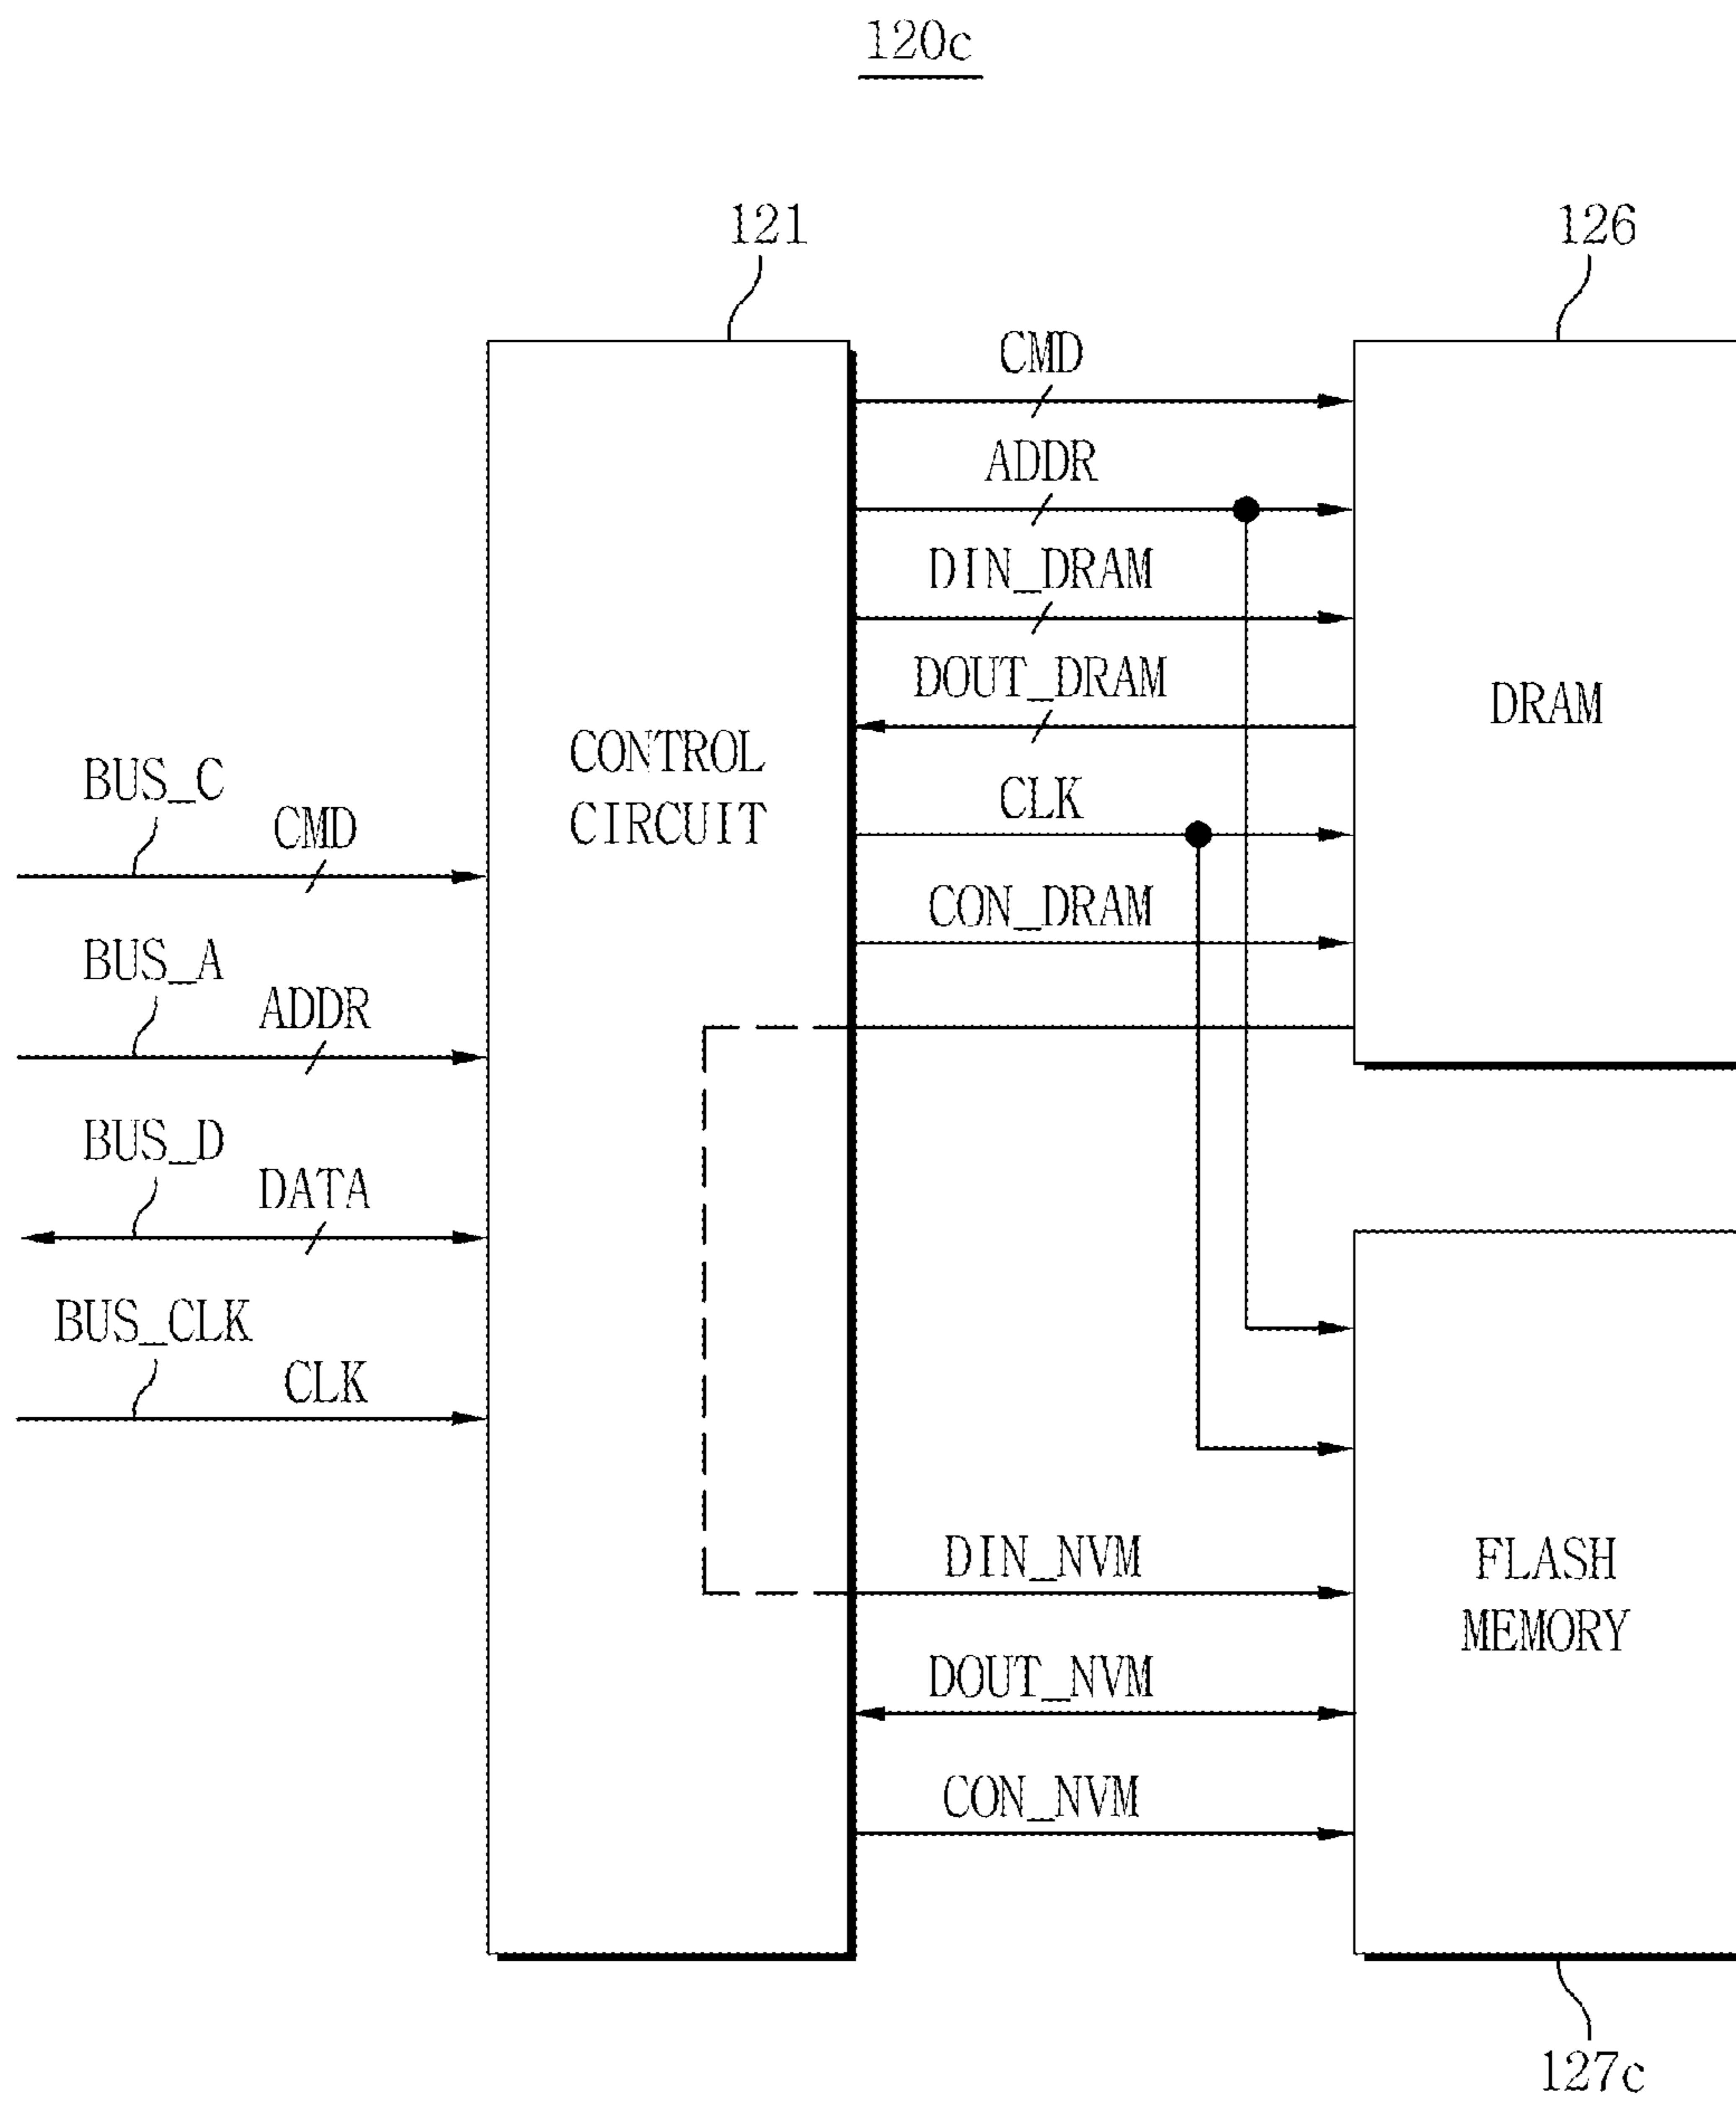 120c
121
126
CMD
ADDR
DIN_DRAM
DOUT_DRAM
CLK
CON_DRAM
DRAM
CONTROL
CIRCUIT
BUS_C
CMD
BUS_A
ADDR
BUS_D
DATA
BUS_CLK
CLK
DIN_NVM
DOUT_NVM
CON_NVM
FLASH
MEMORY
127c